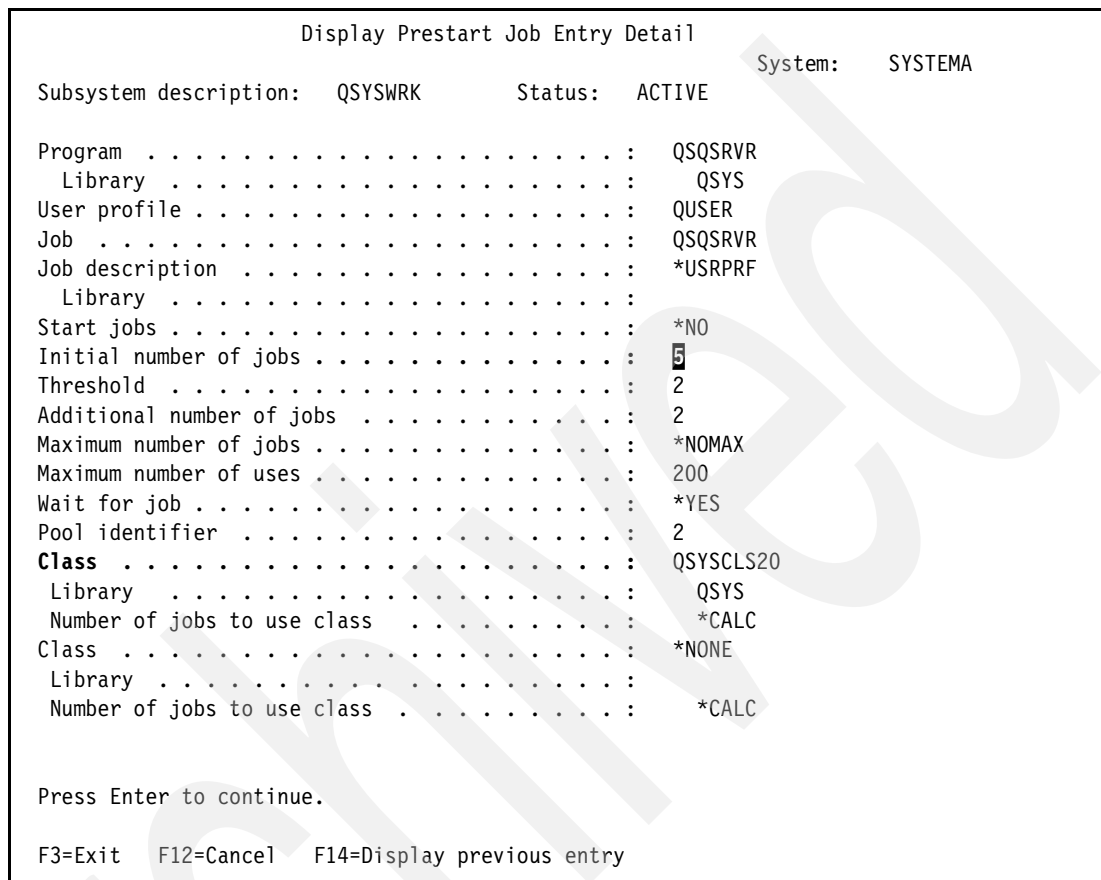 Display Prestart Job Entry Detail
System: SYSTEMA
Subsystem description: QSYSWRK Status: ACTIVE
Program . . . . . . . . . . . . . . . . . . . . : QSQSRVR
Library . . . . . . . . . . . . . . . . . . . : QSYS
User profile . . . . . . . . . . . . . . . . . . : QUSER
Job . . . . . . . . . . . . . . . . . . . . . . : QSQSRVR
Job description . . . . . . . . . . . . . . . . : *USRPRF
Library . . . . . . . . . . . . . . . . . . . :
Start jobs . . . . . . . . . . . . . . . . . . . : *NO
Initial number of jobs . . . . . . . . . . . . . : 5
Threshold . . . . . . . . . . . . . . . . . . . : 2
Additional number of jobs . . . . . . . . . . . : 2
Maximum number of jobs . . . . . . . . . . . . . : *NOMAX
Maximum number of uses . . . . . . . . . . . . . : 200
Wait for job . . . . . . . . . . . . . . . . . . : *YES
Pool identifier . . . . . . . . . . . . . . . . : 2
Class . . . . . . . . . . . . . . . . . . . . . : QSYSCLS20
Library . . . . . . . . . . . . . . . . . . . : QSYS
Number of jobs to use class . . . . . . . . . : *CALC
Class . . . . . . . . . . . . . . . . . . . . . : *NONE
Library . . . . . . . . . . . . . . . . . . . :
Number of jobs to use class . . . . . . . . . : *CALC
Press Enter to continue.
F3=Exit F12=Cancel F14=Display previous entry